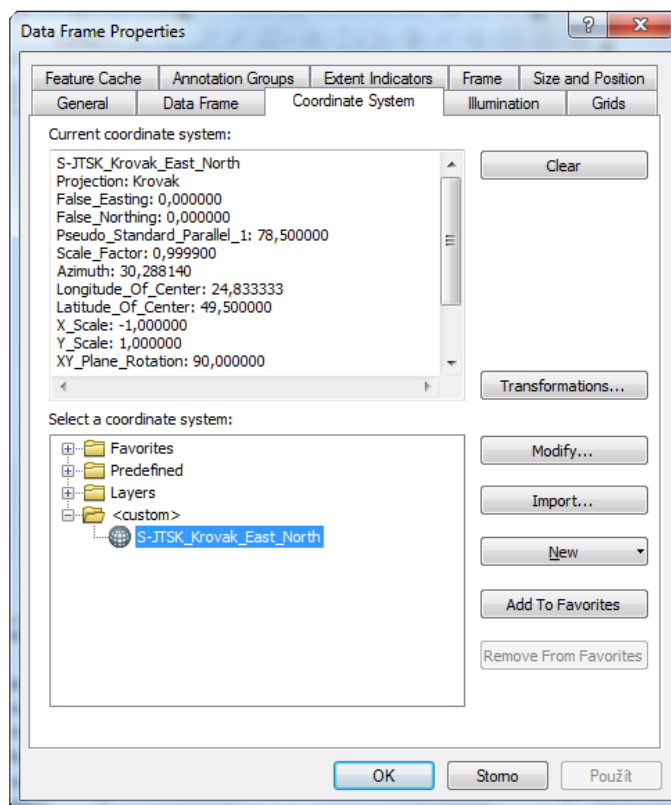 Data Frame Properties
Feature Cache Annotation Groups Extent Indicators Frame Size and Position
General Data Frame Coordinate System Illumination Grids
Current coordinate system:
S-JTSK_Krovak_East_North
Projection: Krovak
False_Easting: 0,000000
False_Northing: 0,000000
Pseudo_Standard_Parallel_1: 78,500000
Scale_Factor: 0,999900
Azimuth: 30,288140
Longitude_Of_Center: 24,833333
Latitude_Of_Center: 49,500000
X_Scale: -1,000000
Y_Scale: 1,000000
XY_Plane_Rotation: 90,000000
Clear
Transformations...
Select a coordinate system:
Favorites
Predefined
Layers
<custom>
S-JTSK_Krovak_East_North
Modify...
Import...
New
Add To Favorites
Remove From Favorites
OK Storno Použít